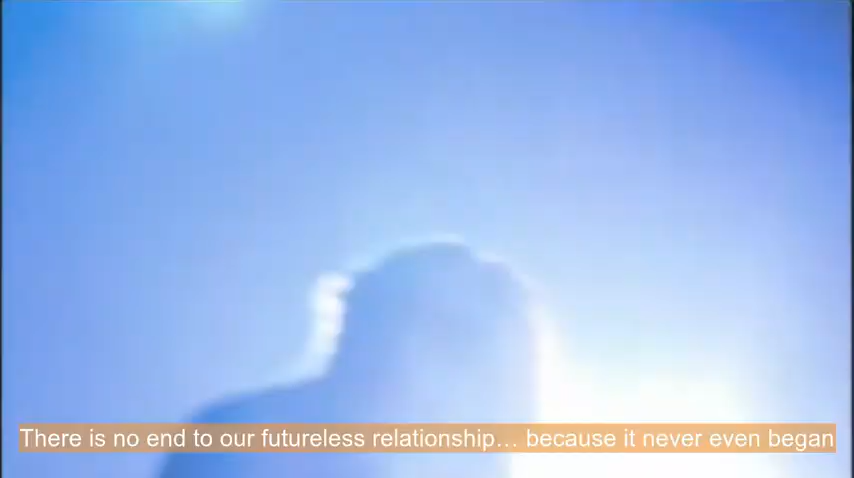 There is no end to our futureless relationship... because it never even began